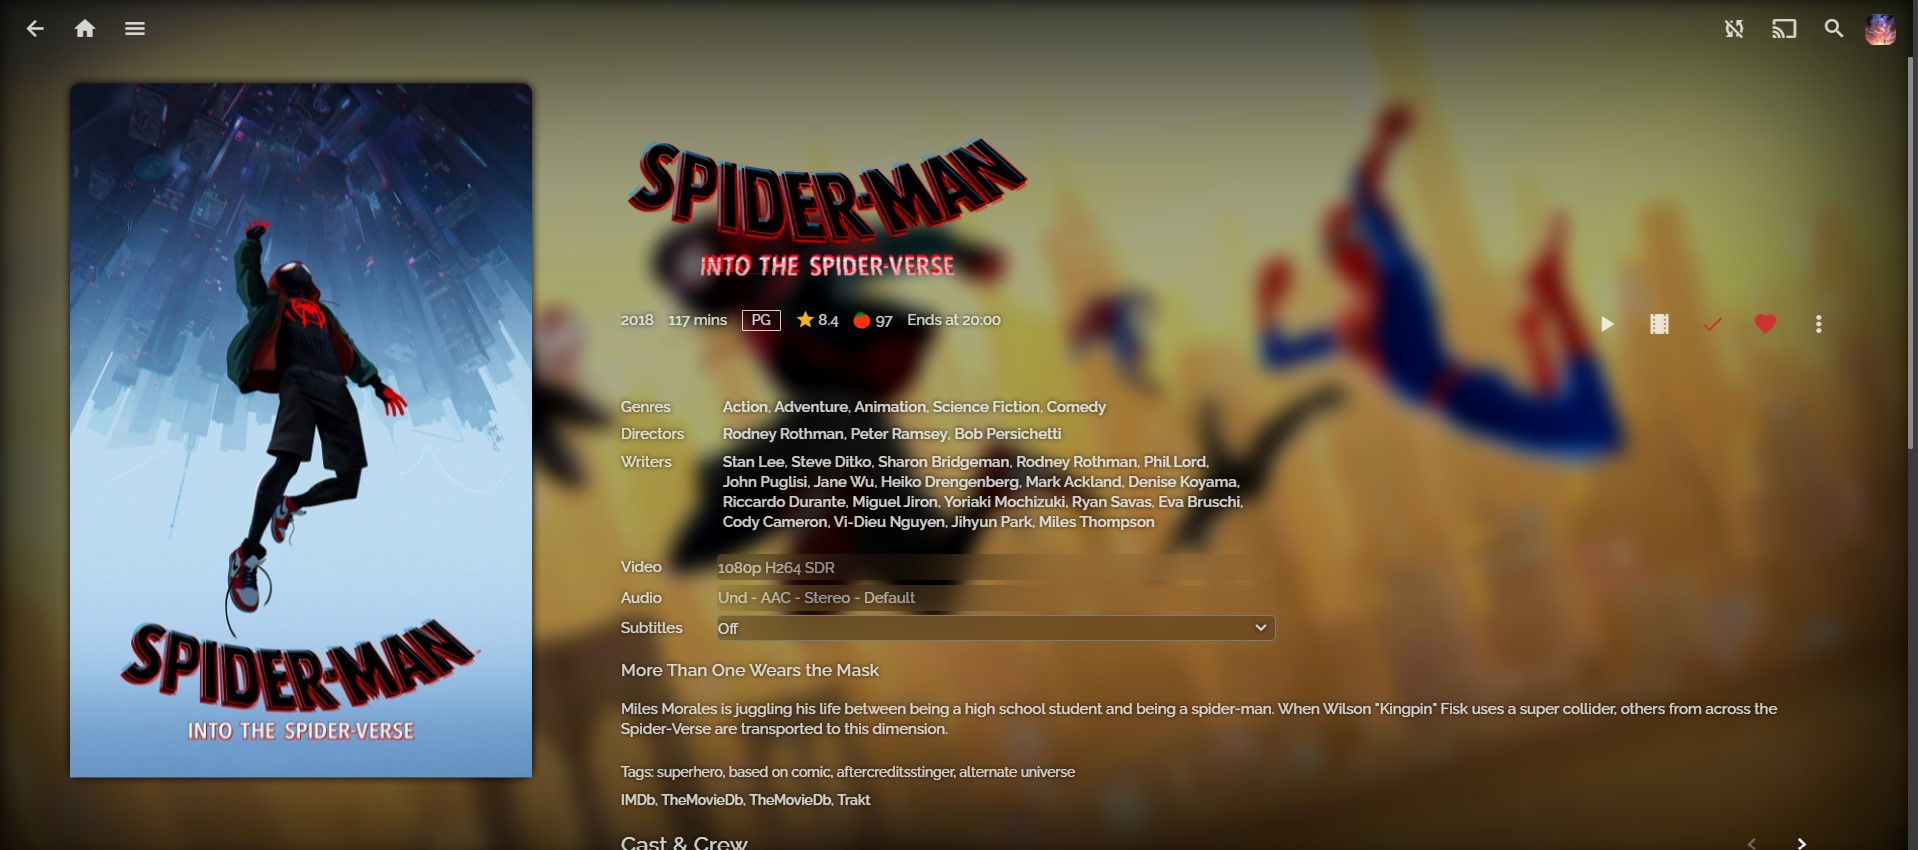 SPIDER-MAN
INTO THE SPIDER-VERSE
SPIDER-MAN
INTO THE SPIDER-VERSE
2018 117 mins PG 8.4 97 Ends at 20:00
Genres Action, Adventure, Animation, Science Fiction, Comedy
Directors Rodney Rothman, Peter Ramsey, Bob Persichetti
Writers Stan Lee, Steve Ditko, Sharon Bridgeman, Rodney Rothman, Phil Lord,
John Puglisi, Jane Wu, Heiko Drengenberg, Mark Ackland, Denise Koyama,
Riccardo Durante, Miguel Jiron, Yoriaki Mochizuki, Ryan Savas, Eva Bruschi,
Cody Cameron, Vi-Dieu Nguyen, Jihyun Park, Miles Thompson
Video 1080p H264 SDR
Audio Und - AAC - Stereo - Default
Subtitles Off
More Than One Wears the Mask
Miles Morales is juggling his life between being a high school student and being a spider-man. When Wilson "Kingpin" Fisk uses a super collider, others from across the
Spider-Verse are transported to this dimension.
Tags: superhero, based on comic, aftercreditsstinger, alternate universe
IMDb, TheMovieDb, TheMovieDb, Trakt
Cast & Crew